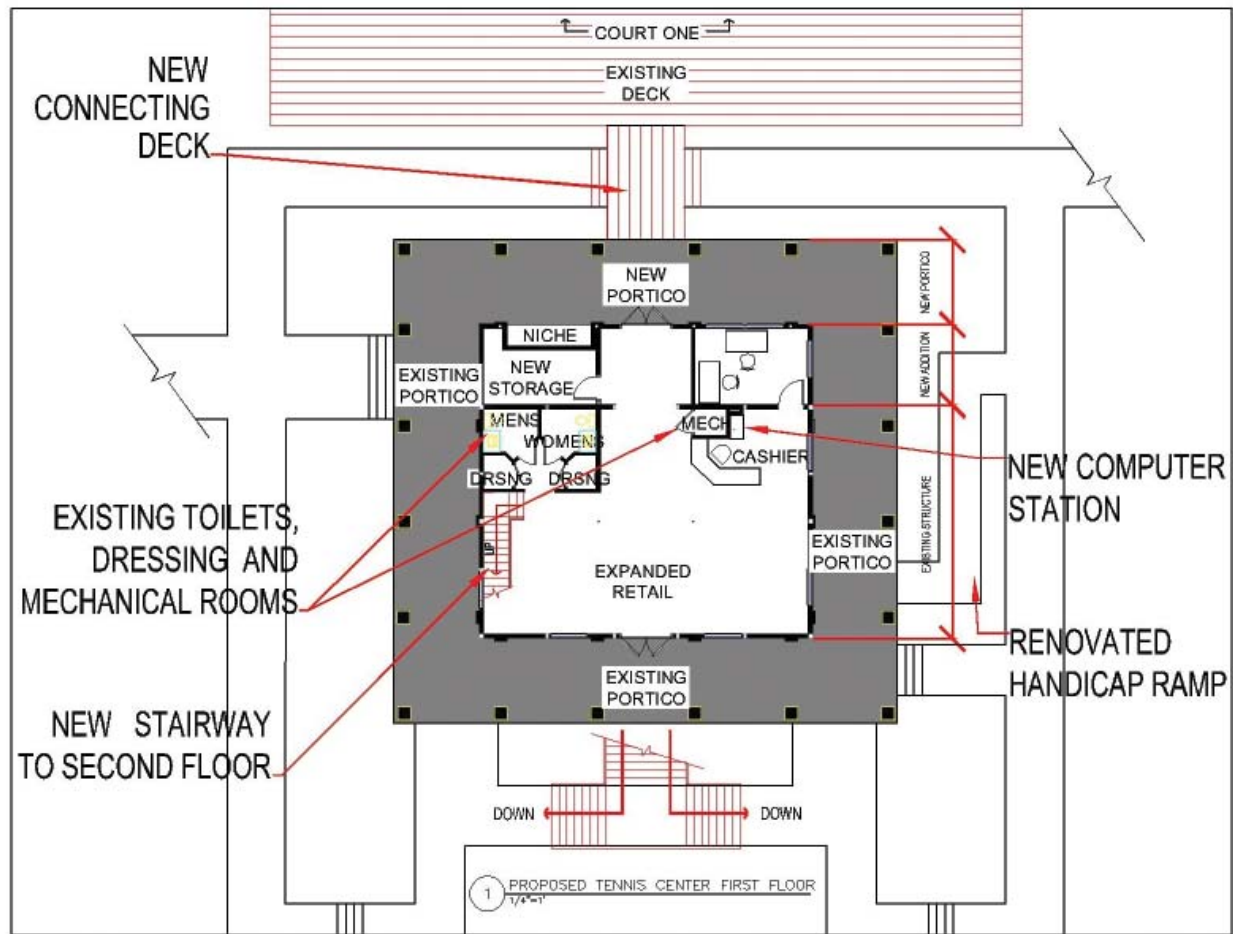 COURT ONE
EXISTING
DECK
NEW
CONNECTING
DECK
NEW
PORTICO
NEW PORTICO
NICHE
NEW
STORAGE
EXISTING
PORTICO
NEW ADDITION
MENS
WOMENS
MECH.
CASHIER
DRSNG
DRSNG
NEW COMPUTER
STATION
EXISTING TOILETS,
DRESSING AND
MECHANICAL ROOMS
UP
EXPANDED
RETAIL
EXISTING
PORTICO
EXISTING STRUCTURE
RENOVATED
HANDICAP RAMP
EXISTING
PORTICO
NEW STAIRWAY
TO SECOND FLOOR
DOWN
DOWN
1
PROPOSED TENNIS CENTER FIRST FLOOR
1/4"=1'